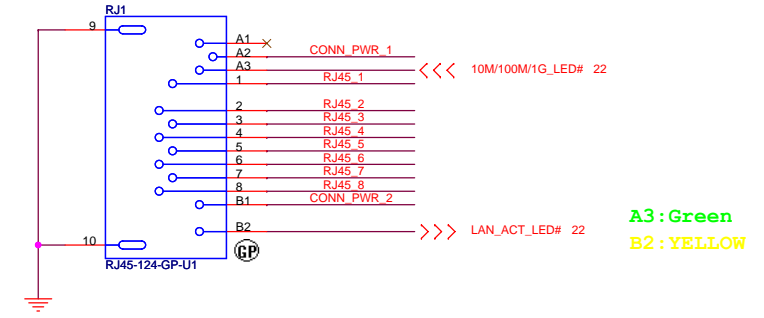 RJ1
9
A1
A2 CONN_PWR_1
A3 10M/100M/1G_LED# 22
1 RJ45_1
2 RJ45_2
3 RJ45_3
4 RJ45_4
5 RJ45_5
6 RJ45_6
7 RJ45_7
8 RJ45_8
B1 CONN_PWR_2
A3:Green
B2 LAN_ACT_LED# 22
B2:YELLOW
10
GP
RJ45-124-GP-U1